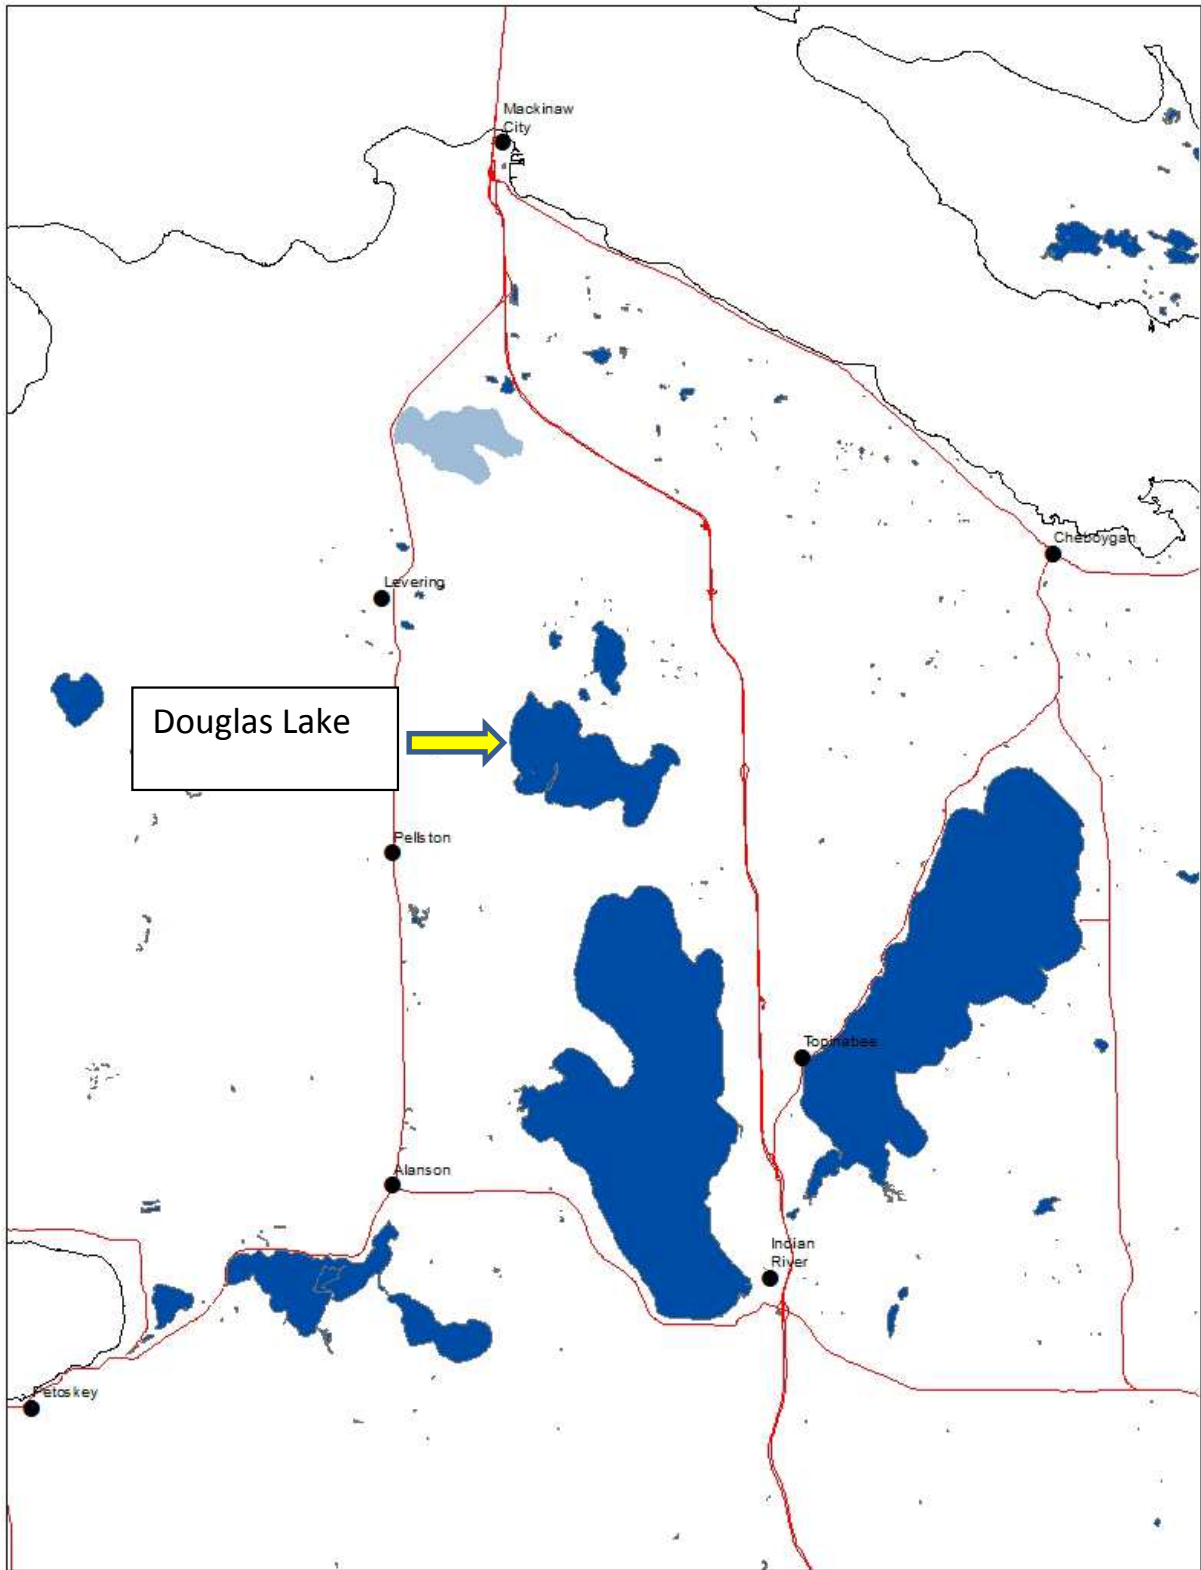 Mackinaw
City
Cheboygan
Levering
Douglas Lake
Pellston
Topinabee
Alanson
Indian
River
Petoskey